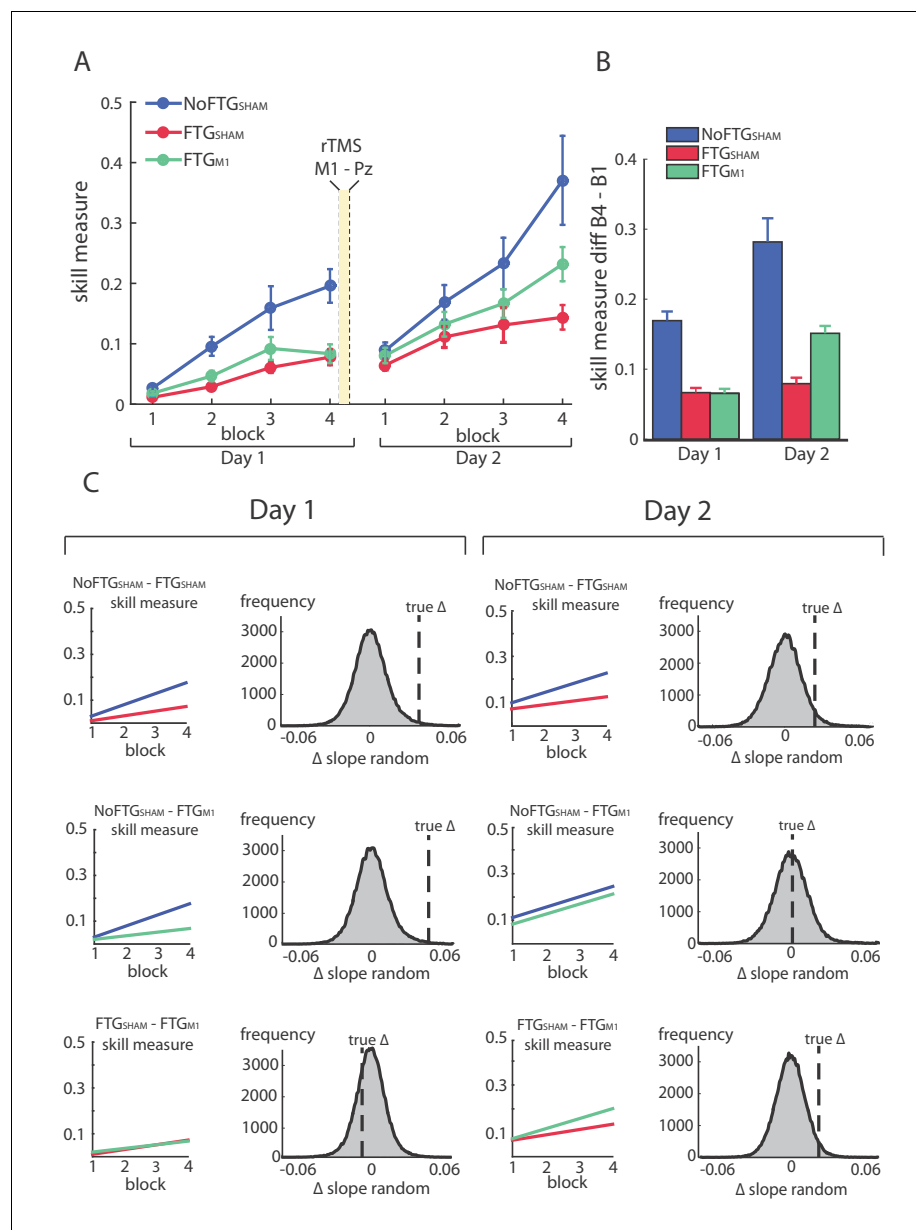 A
skill measure
0.5
0.4
0.3
0.2
0.1
0
NoFTGSHAM
FTGSHAM
FTGM1
rTMS
M1 - Pz
1 2 3 4 1 2 3 4
block block
Day 1 Day 2
B
NoFTGSHAM
FTGSHAM
FTGM1
skill measure diff B4 - B1
0.4
0.3
0.2
0.1
0
Day 1 Day 2
C
Day 1 Day 2
NoFTGSHAM - FTGSHAM
skill measure
0.5
0.3
0.1
1 2 3 4
block
frequency
true Δ
3000
2000
1000
0
-0.06 0 0.06
Δ slope random
NoFTGSHAM - FTGSHAM
skill measure
0.5
0.3
0.1
1 2 3 4
block
frequency
true Δ
3000
2000
1000
0
-0.06 0 0.06
Δ slope random
NoFTGSHAM - FTGM1
skill measure
0.5
0.3
0.1
1 2 3 4
block
frequency
true Δ
3000
2000
1000
0
-0.06 0 0.06
Δ slope random
NoFTGSHAM - FTGM1
skill measure
0.5
0.3
0.1
1 2 3 4
block
frequency
true Δ
3000
2000
1000
0
-0.06 0 0.06
Δ slope random
FTGSHAM - FTGM1
skill measure
0.5
0.3
0.1
1 2 3 4
block
frequency
true Δ
3000
2000
1000
0
-0.06 0 0.06
Δ slope random
FTGSHAM - FTGM1
skill measure
0.5
0.3
0.1
1 2 3 4
block
frequency
true Δ
3000
2000
1000
0
-0.06 0 0.06
Δ slope random